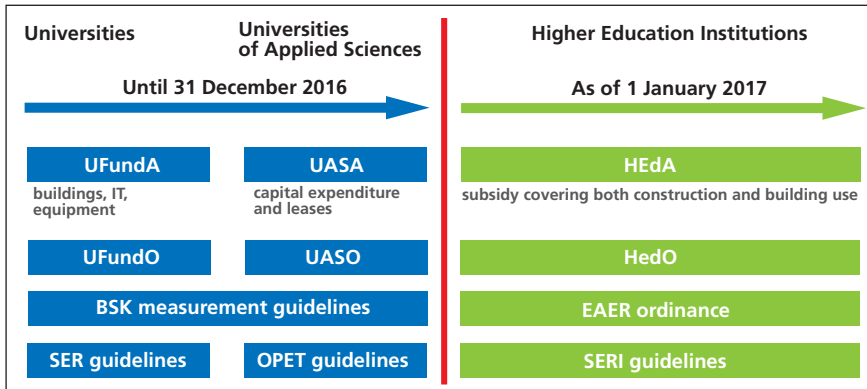 Universities
Universities
of Applied Sciences
Higher Education Institutions
Until 31 December 2016
As of 1 January 2017
UFundA
UASA
HEdA
buildings, IT,
equipment
capital expenditure
and leases
subsidy covering both construction and building use
UFundO
UASO
HedO
BSK measurement guidelines
EAER ordinance
SER guidelines
OPET guidelines
SERI guidelines